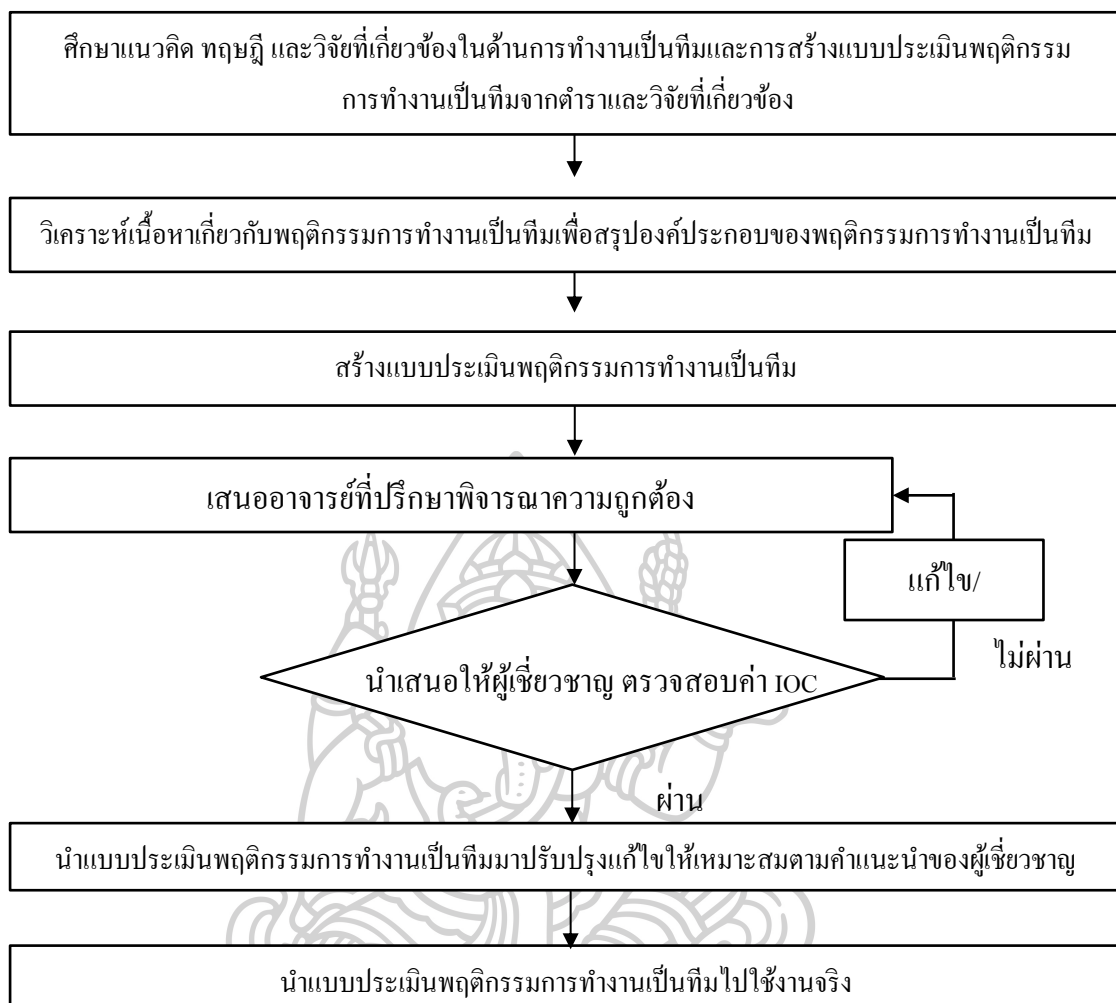 ศึกษาแนวคิด ทฤษฎี และวิจัยที่เกี่ยวข้องในด้านการทำงานเป็นทีมและการสร้างแบบประเมินพฤติกรรม
การทำงานเป็นทีมจากตำราและวิจัยที่เกี่ยวข้อง
วิเคราะห์เนื้อหาเกี่ยวกับพฤติกรรมการทำงานเป็นทีมเพื่อสรุปองค์ประกอบของพฤติกรรมการทำงานเป็นทีม
สร้างแบบประเมินพฤติกรรมการทำงานเป็นทีม
เสนออาจารย์ที่ปรึกษาพิจารณาความถูกต้อง
แก้ไข/
ไม่ผ่าน
นำเสนอให้ผู้เชี่ยวชาญ ตรวจสอบค่า IOC
ผ่าน
นำแบบประเมินพฤติกรรมการทำงานเป็นทีมมาปรับปรุงแก้ไขให้เหมาะสมตามคำแนะนำของผู้เชี่ยวชาญ
นำแบบประเมินพฤติกรรมการทำงานเป็นทีมไปใช้งานจริง